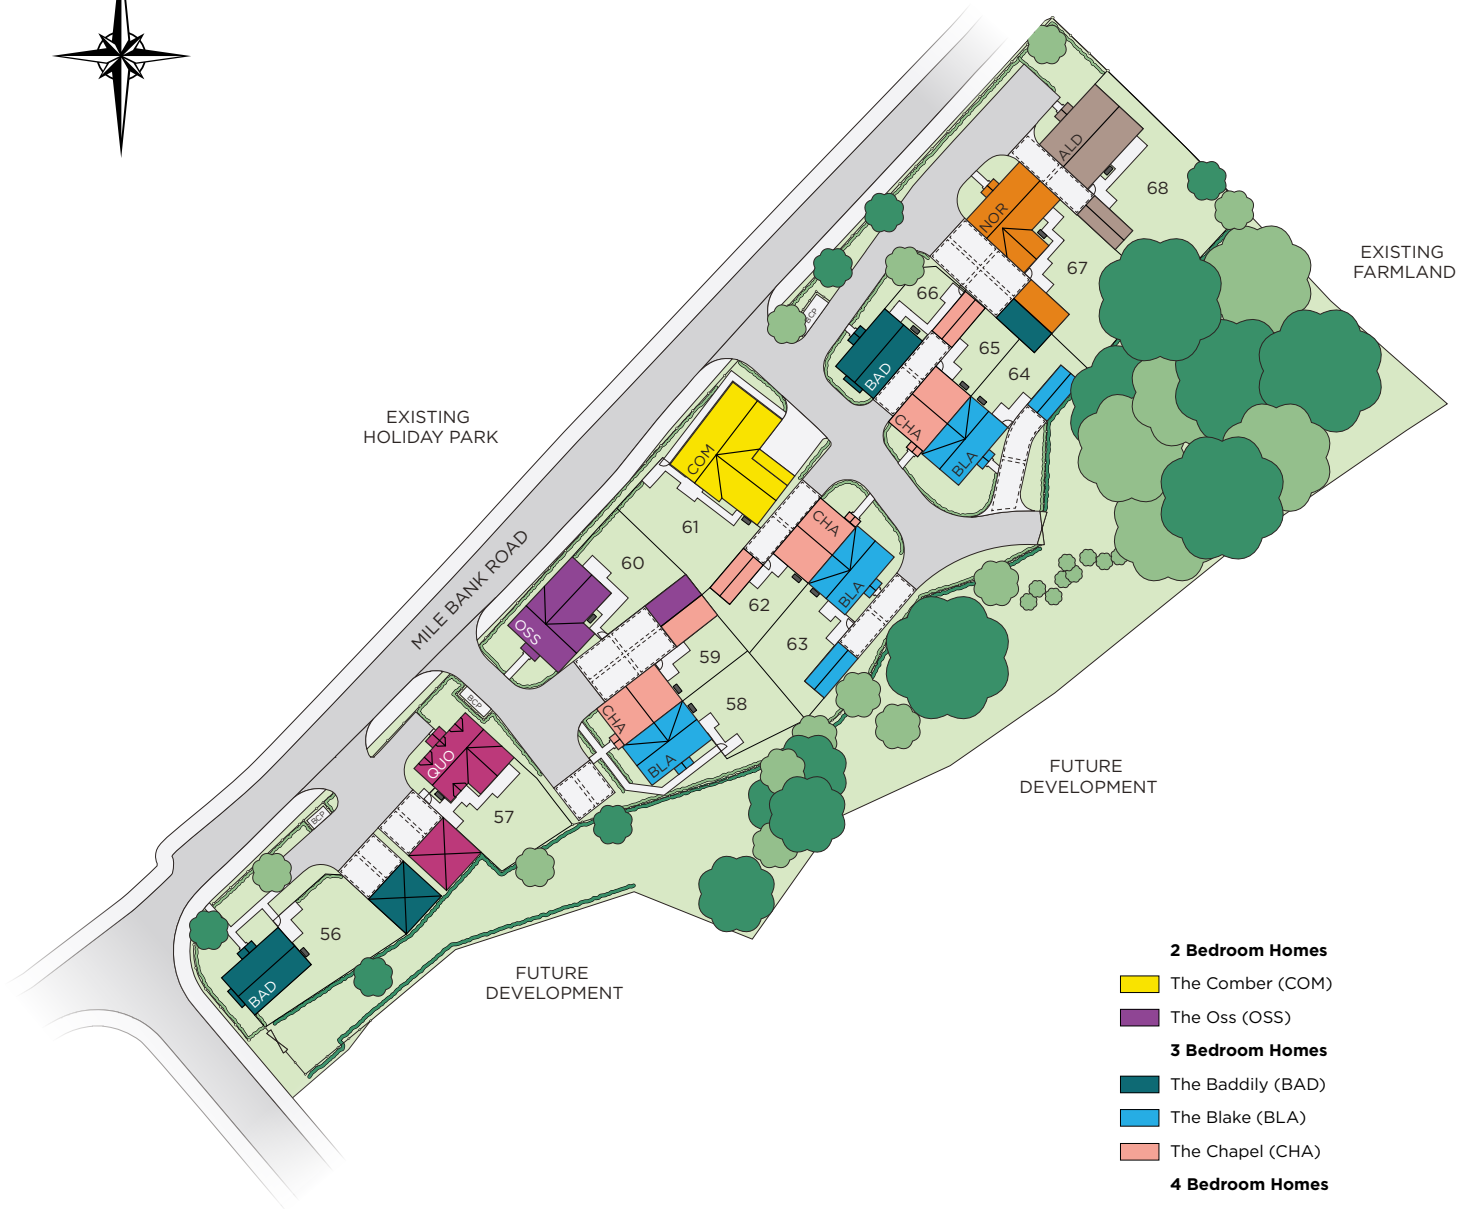 ALD
68
NOR
67
EXISTING
FARMLAND
66
BCP
65
BAD
64
CHA
BLA
EXISTING
HOLIDAY PARK
COM
61
CHA
60
BLA
MILE BANK ROAD
OSS
62
63
59
58
CHA
BLA
BCP
QUO
57
BCP
FUTURE
DEVELOPMENT
56
BAD
FUTURE
DEVELOPMENT
2 Bedroom Homes
The Comber (COM)
The Oss (OSS)
3 Bedroom Homes
The Baddily (BAD)
The Blake (BLA)
The Chapel (CHA)
4 Bedroom Homes